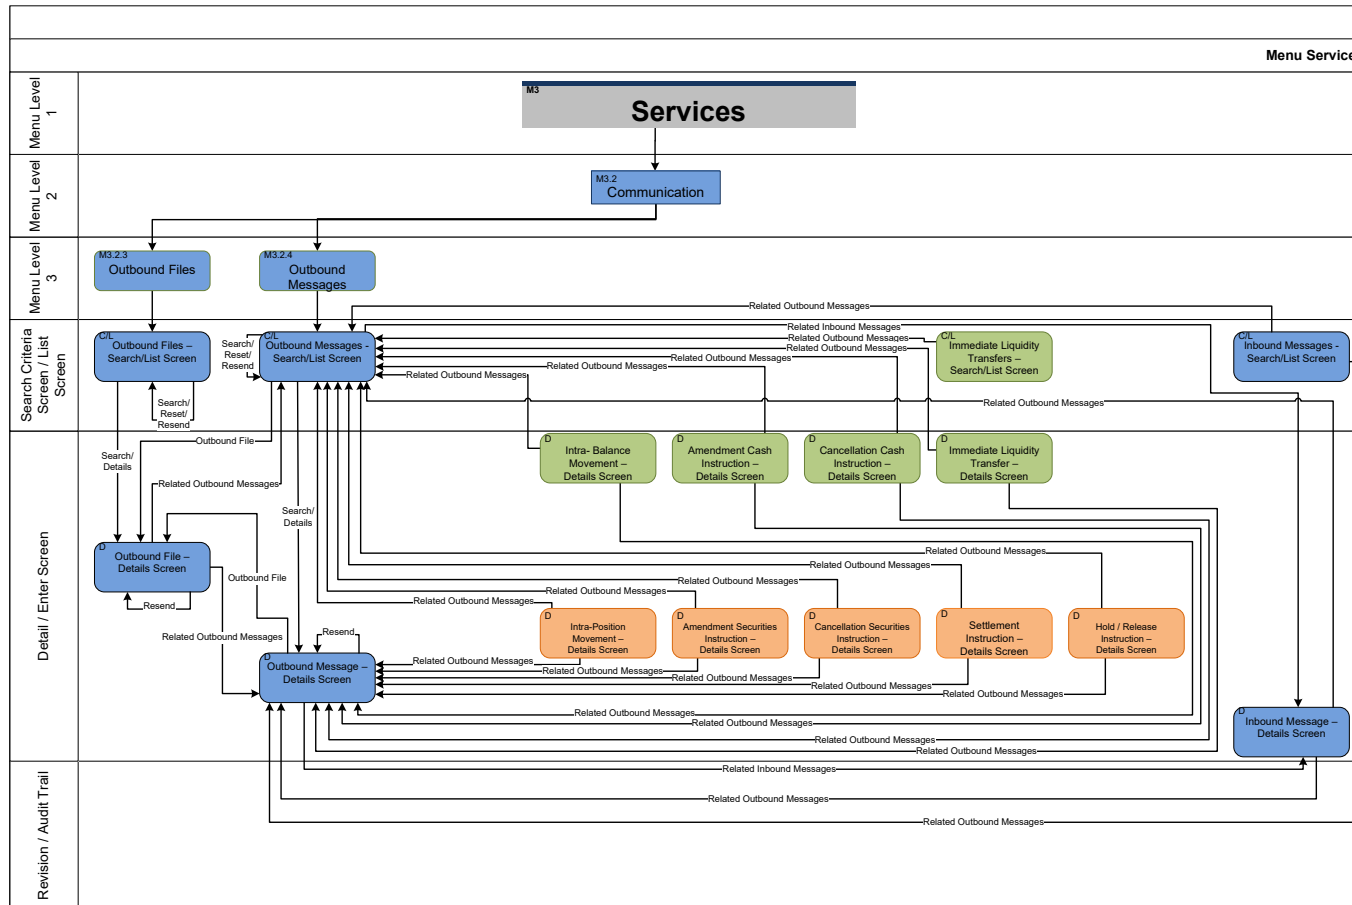 Menu Service
Menu Level
1
M3
Services
Menu Level
2
M3.2
Communication
Menu Level
3
M3.2.3
Outbound Files
M3.2.4
Outbound
Messages
Related Outbound Messages
Search Criteria
Screen / List
Screen
C/L
Outbound Files –
Search/List Screen
Search/
Reset/
Resend
C/L
Outbound Messages -
Search/List Screen
Search/
Reset/
Resend
Related Inbound Messages
Related Outbound Messages
Related Outbound Messages
Related Outbound Messages
Related Outbound Messages
Related Outbound Messages
C/L
Immediate Liquidity
Transfers –
Search/List Screen
C/L
Inbound Messages -
Search/List Screen
Related Outbound Messages
Detail / Enter Screen
Search/
Details
Outbound File
Related Outbound Messages
Search/
Details
D
Intra- Balance
Movement –
Details Screen
D
Amendment Cash
Instruction –
Details Screen
D
Cancellation Cash
Instruction –
Details Screen
D
Immediate Liquidity
Transfer –
Details Screen
D
Outbound File –
Details Screen
Resend
Outbound File
Related Outbound Messages
Related Outbound Messages
Related Outbound Messages
Related Outbound Messages
Related Outbound Messages
Related Outbound Messages
D
Intra-Position
Movement –
Details Screen
D
Amendment Securities
Instruction –
Details Screen
D
Cancellation Securities
Instruction –
Details Screen
D
Settlement
Instruction –
Details Screen
D
Hold / Release
Instruction –
Details Screen
Resend
D
Outbound Message –
Details Screen
Related Outbound Messages
Related Outbound Messages
Related Outbound Messages
Related Outbound Messages
Related Outbound Messages
Related Outbound Messages
Related Outbound Messages
Related Outbound Messages
Related Outbound Messages
D
Inbound Message –
Details Screen
Revision / Audit Trail
Related Inbound Messages
Related Outbound Messages
Related Outbound Messages